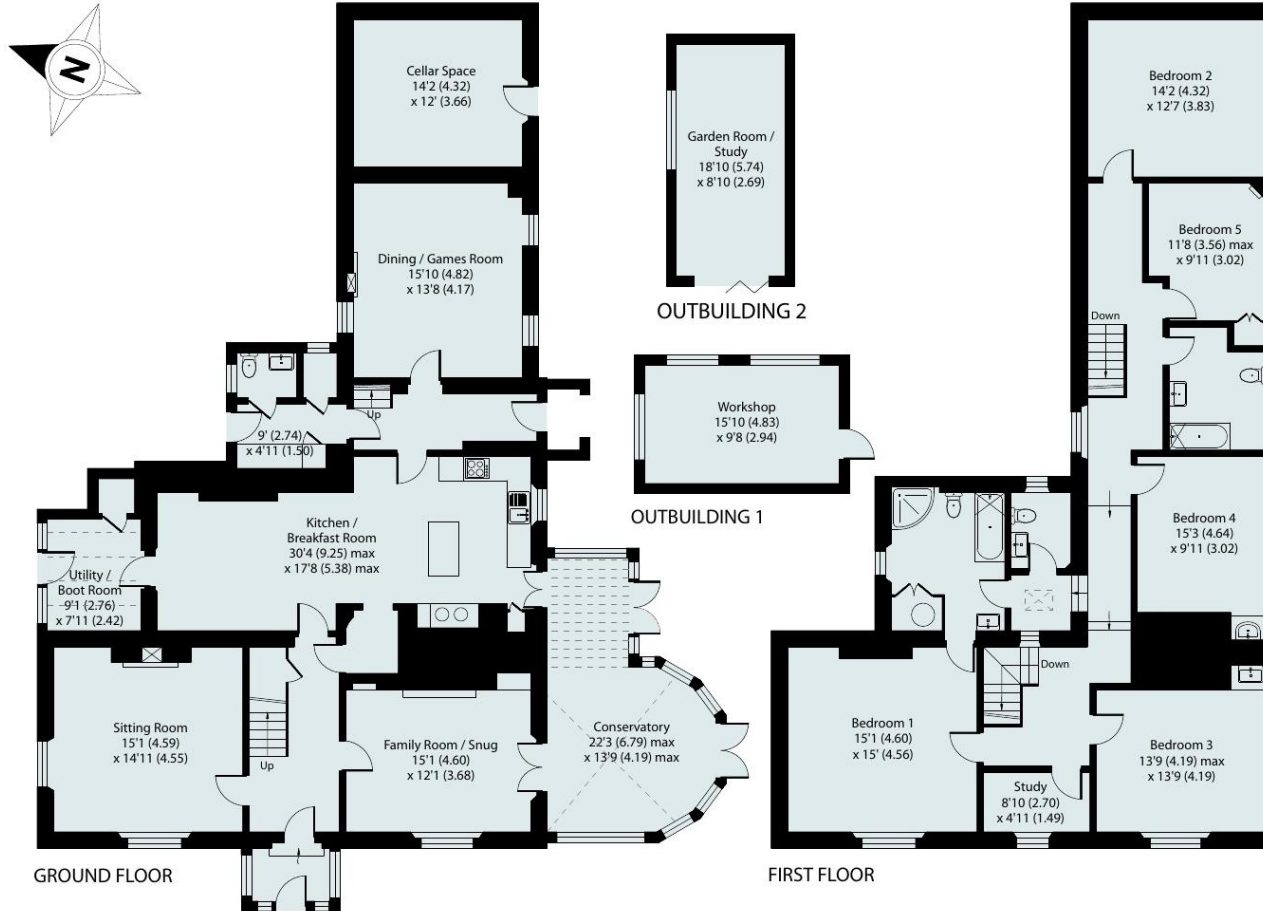 N
Cellar Space
14'2 (4.32)
x 12' (3.66)
Dining / Games Room
15'10 (4.82)
x 13'8 (4.17)
Up
9' (2.74)
x 4'11 (1.50)
Kitchen /
Breakfast Room
30'4 (9.25) max
x 17'8 (5.38) max
Utility /
Boot Room
9'1 (2.76)
x 7'11 (2.42)
Sitting Room
15'1 (4.59)
x 14'11 (4.55)
Up
Family Room / Snug
15'1 (4.60)
x 12'1 (3.68)
Conservatory
22'3 (6.79) max
x 13'9 (4.19) max
GROUND FLOOR
Garden Room /
Study
18'10 (5.74)
x 8'10 (2.69)
OUTBUILDING 2
Workshop
15'10 (4.83)
x 9'8 (2.94)
OUTBUILDING 1
Bedroom 2
14'2 (4.32)
x 12'7 (3.83)
Bedroom 5
11'8 (3.56) max
x 9'11 (3.02)
Down
Bedroom 4
15'3 (4.64)
x 9'11 (3.02)
Down
Bedroom 1
15'1 (4.60)
x 15' (4.56)
Bedroom 3
13'9 (4.19) max
x 13'9 (4.19)
Study
8'10 (2.70)
x 4'11 (1.49)
FIRST FLOOR